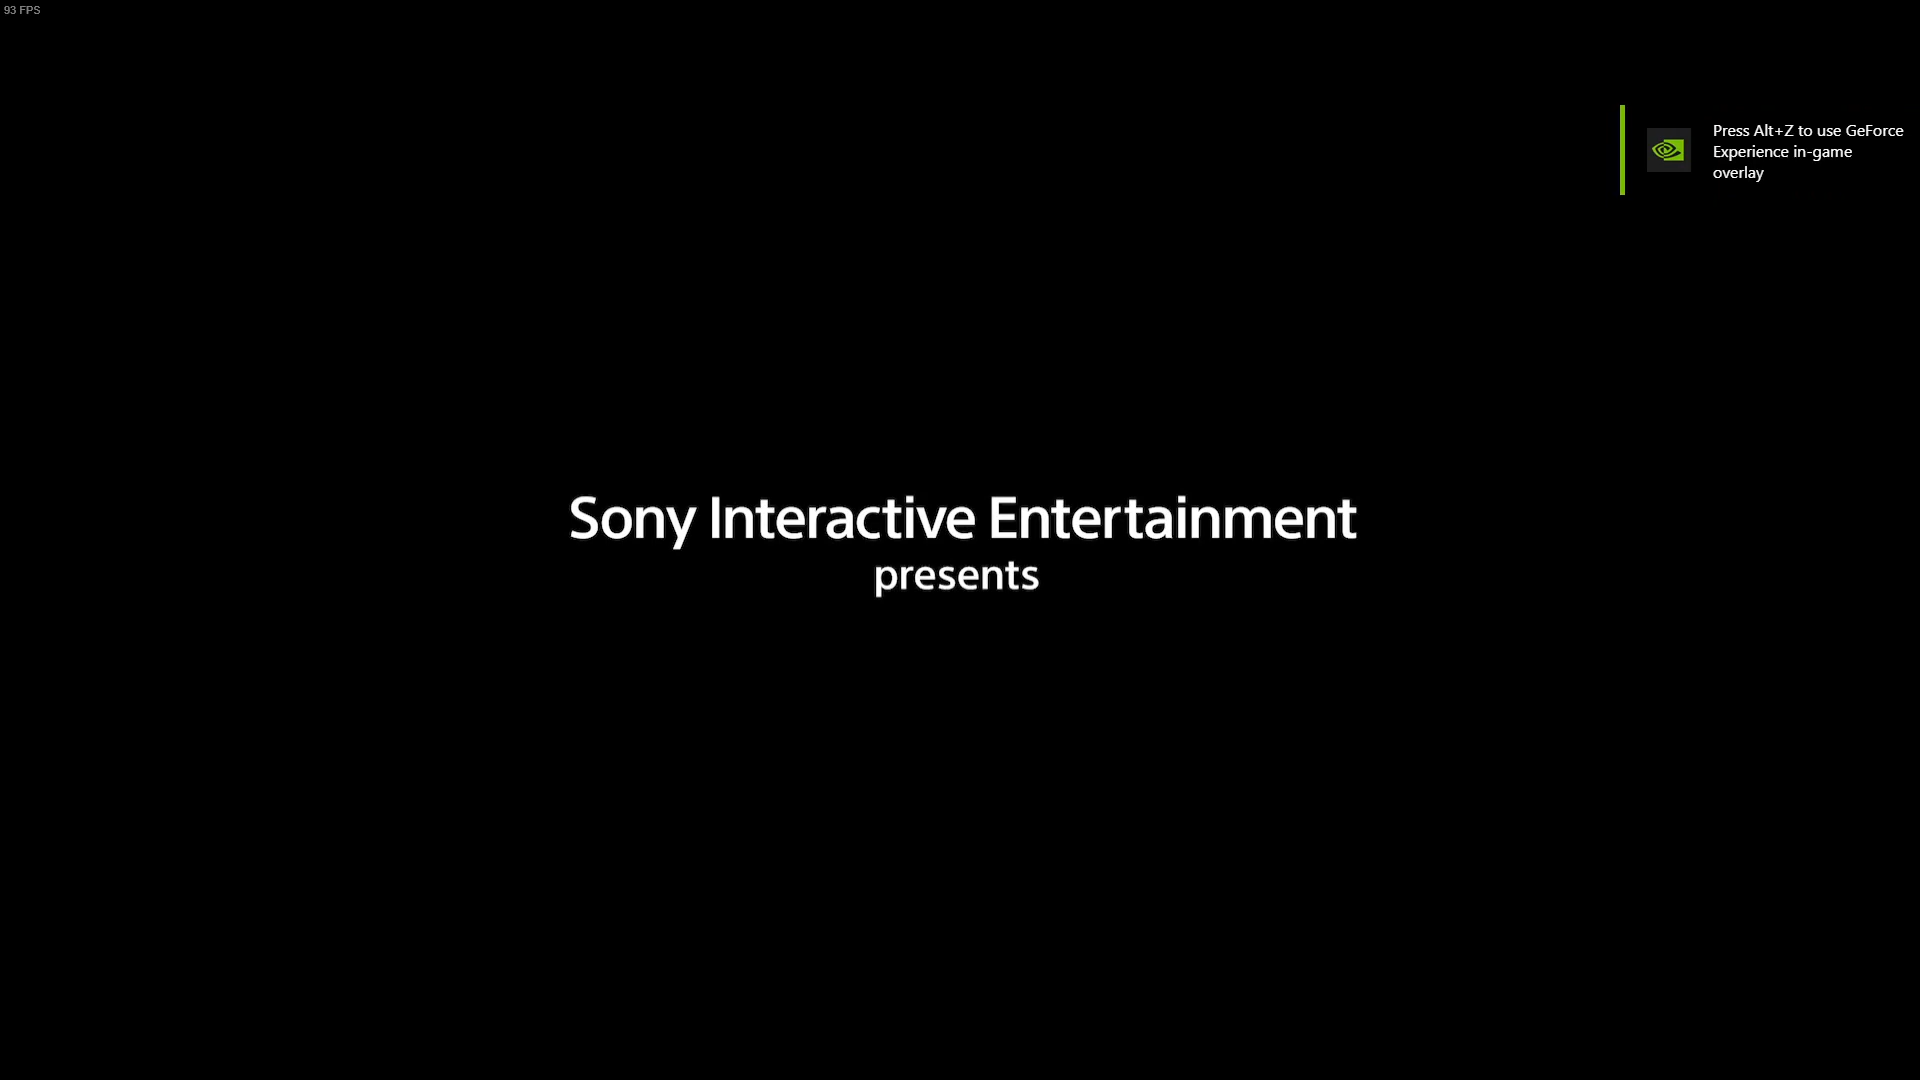 93 FPS
Press Alt+Z to use GeForce
Experience in-game
overlay
Sony Interactive Entertainment
presents